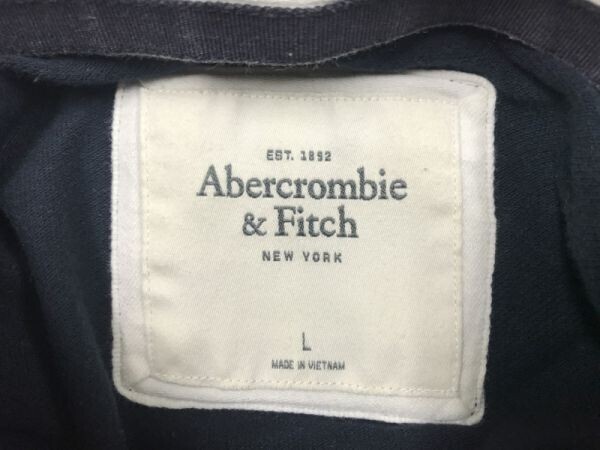 EST. 1892
Abercrombie
& Fitch
NEW YORK
L
MADE IN VIETNAM